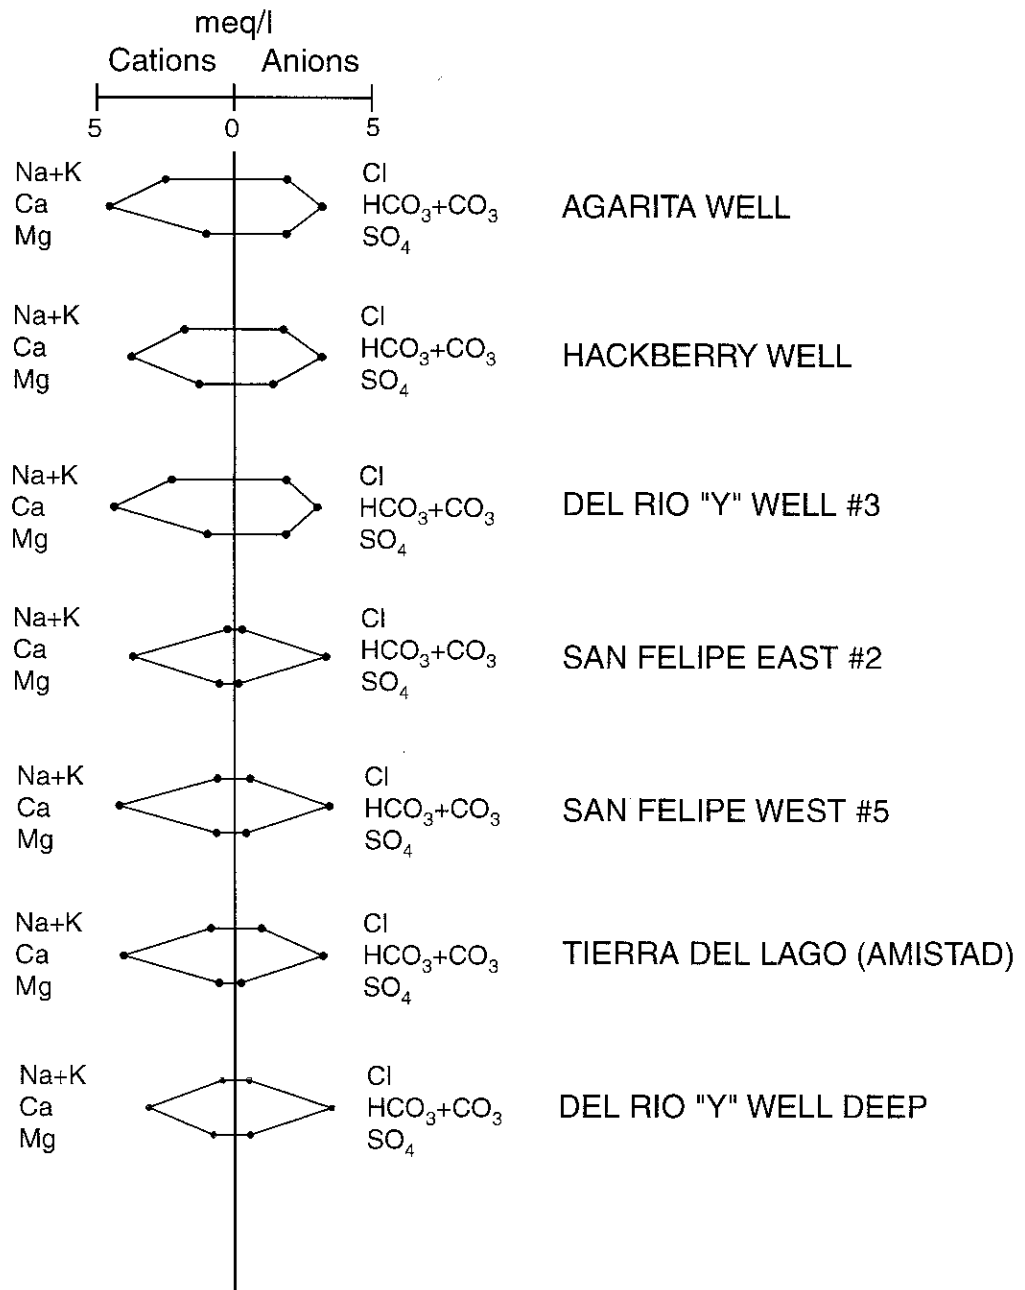 meq/l
Cations Anions
5 0 5
Na+K Cl
Ca HCO₃+CO₃ AGARITA WELL
Mg SO₄
Na+K Cl
Ca HCO₃+CO₃ HACKBERRY WELL
Mg SO₄
Na+K Cl
Ca HCO₃+CO₃ DEL RIO "Y" WELL #3
Mg SO₄
Na+K Cl
Ca HCO₃+CO₃ SAN FELIPE EAST #2
Mg SO₄
Na+K Cl
Ca HCO₃+CO₃ SAN FELIPE WEST #5
Mg SO₄
Na+K Cl
Ca HCO₃+CO₃ TIERRA DEL LAGO (AMISTAD)
Mg SO₄
Na+K Cl
Ca HCO₃+CO₃ DEL RIO "Y" WELL DEEP
Mg SO₄